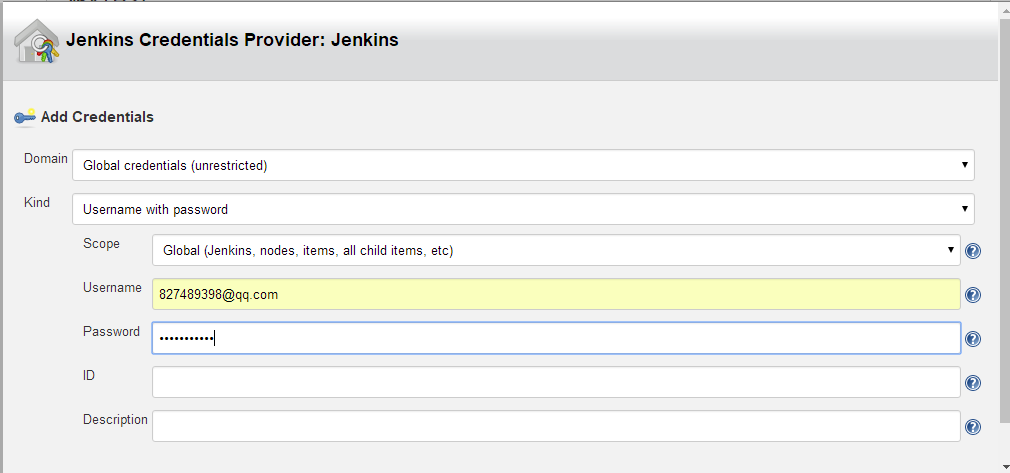 Jenkins Credentials Provider: Jenkins
Add Credentials
Domain Global credentials (unrestricted)
Kind Username with password
Scope Global (Jenkins, nodes, items, all child items, etc)
Username 827489398@qq.com
Password •••••••••••
ID
Description